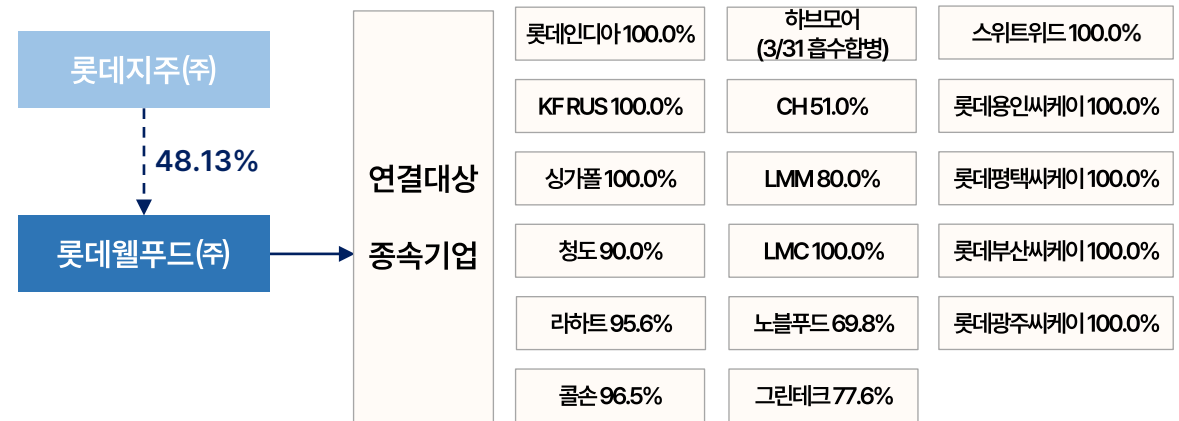 롯데지주㈜
48.13%
롯데웰푸드㈜
연결대상
종속기업
롯데인디아 100.0%
하브모어
(3/31 흡수합병)
스위트위드 100.0%
KF RUS 100.0%
CH 51.0%
롯데용인씨케이 100.0%
싱가폴 100.0%
LMM 80.0%
롯데평택씨케이 100.0%
청도 90.0%
LMC 100.0%
롯데부산씨케이 100.0%
라하트 95.6%
노블푸드 69.8%
롯데광주씨케이 100.0%
콜손 96.5%
그린테크 77.6%